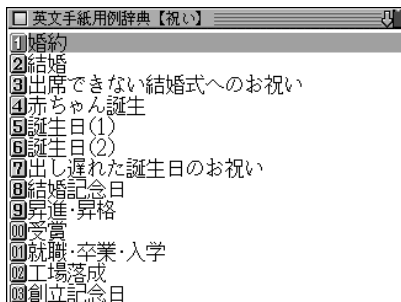 英文手紙用例辞典【祝い】
1婚約
2結婚
3出席できない結婚式へのお祝い
4赤ちゃん誕生
5誕生日(1)
6誕生日(2)
7出し遅れた誕生日のお祝い
8結婚記念日
9昇進･昇格
00受賞
01就職･卒業･入学
02工場落成
03創立記念日